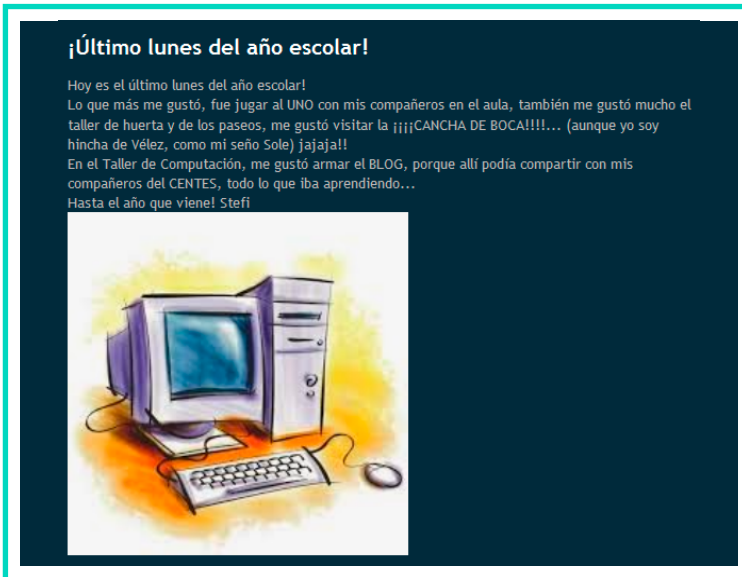 ¡Último lunes del año escolar!
Hoy es el último lunes del año escolar!
Lo que más me gustó, fue jugar al UNO con mis compañeros en el aula, también me gustó mucho el
taller de huerta y de los paseos, me gustó visitar la ¡¡¡¡CANCHA DE BOCA!!!!... (aunque yo soy
hincha de Vélez, como mi seño Sole) jajaja!!
En el Taller de Computación, me gustó armar el BLOG, porque allí podía compartir con mis
compañeros del CENTES, todo lo que iba aprendiendo...
Hasta el año que viene! Stefi